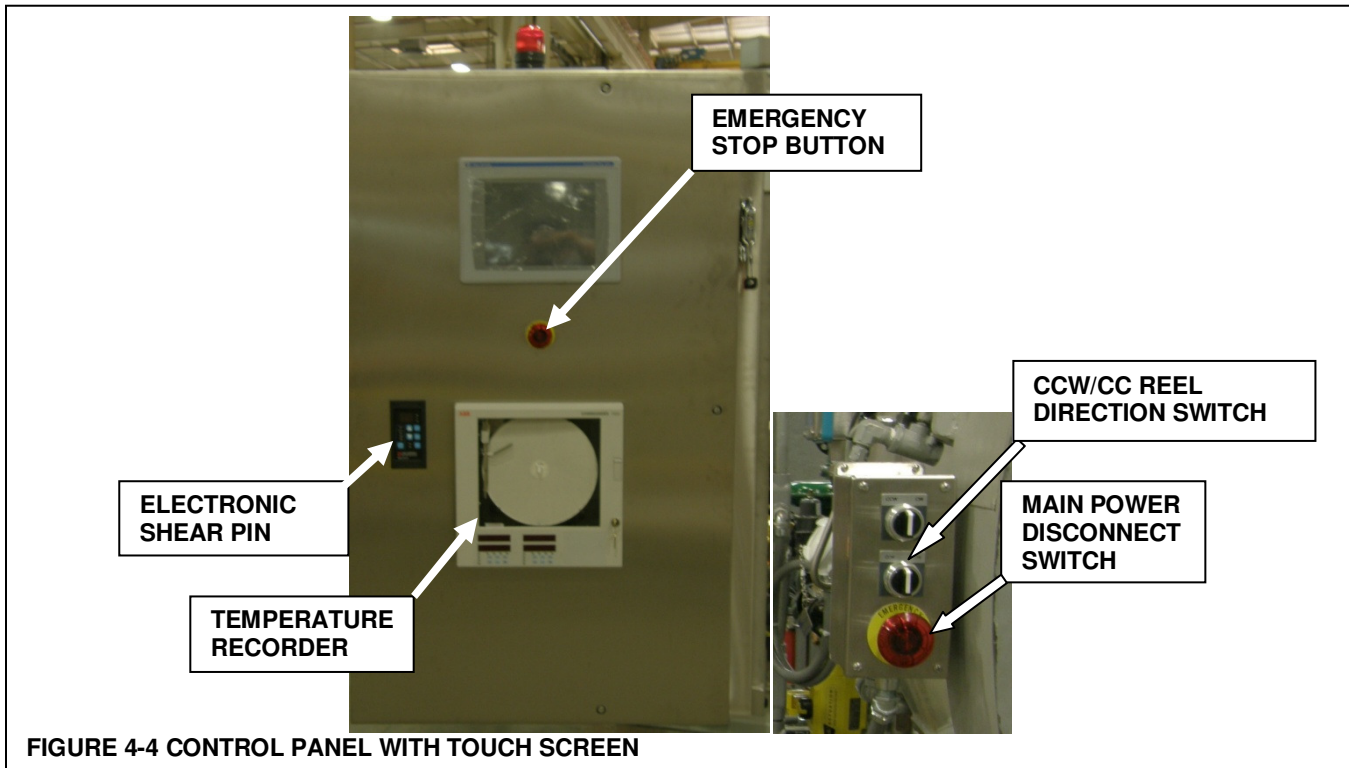 EMERGENCY
STOP BUTTON
CCW/CC REEL
DIRECTION SWITCH
ELECTRONIC
SHEAR PIN
MAIN POWER
DISCONNECT
SWITCH
TEMPERATURE
RECORDER
EMERGENCY
FIGURE 4-4 CONTROL PANEL WITH TOUCH SCREEN